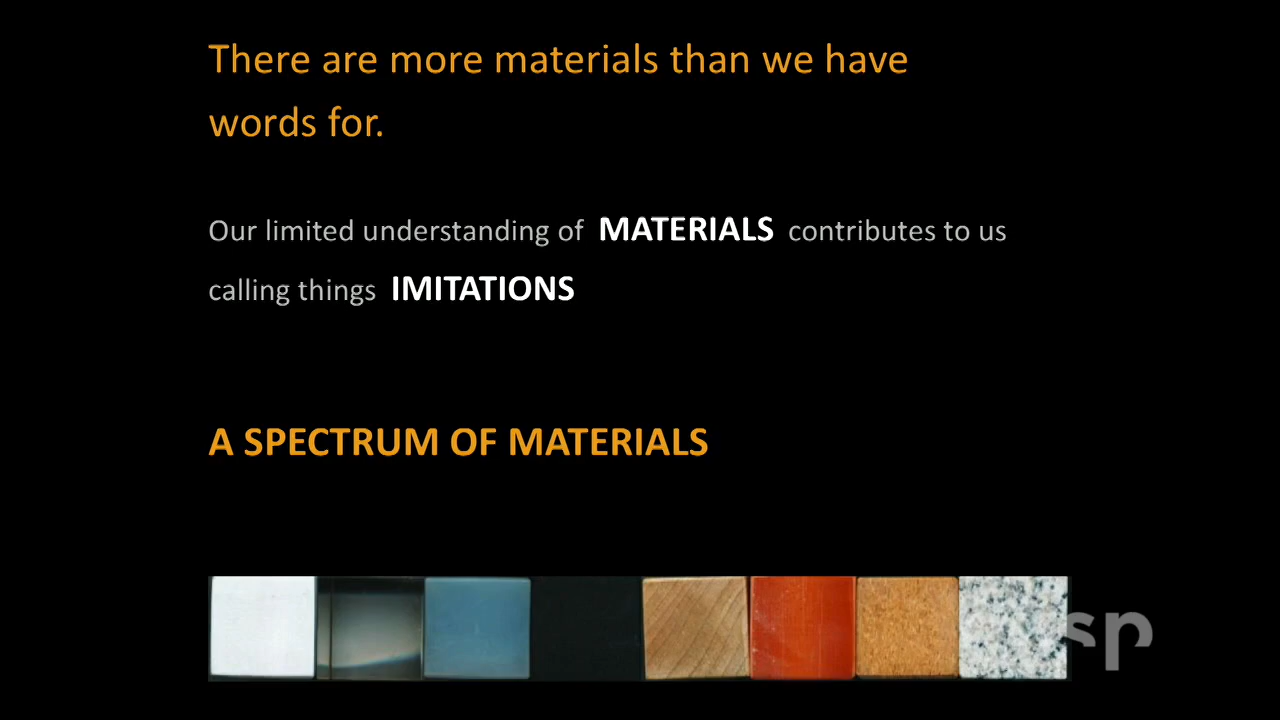 There are more materials than we have
words for.
Our limited understanding of MATERIALS contributes to us
calling things IMITATIONS
A SPECTRUM OF MATERIALS
sp